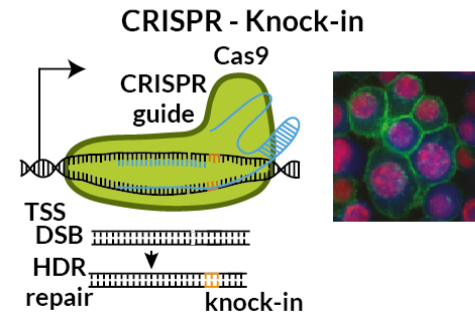 CRISPR - Knock-in
Cas9
CRISPR
guide
TSS
DSB
HDR
repair
knock-in